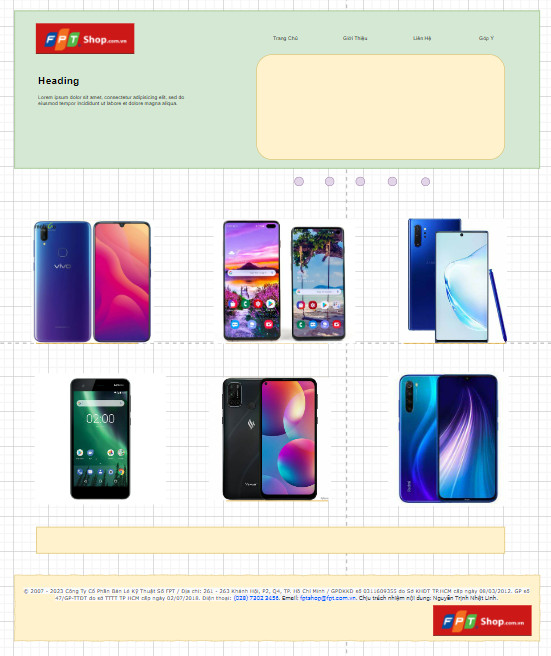 FPT Shop.com.vn
Trang Chủ Giới Thiệu Liên Hệ Góp Ý
Heading
Lorem ipsum dolor sit amet, consectetur adipisicing elit, sed do
eiusmod tempor incididunt ut labore et dolore magna aliqua.
vivo
02:00
© 2007 - 2023 Công Ty Cổ Phần Bán Lẻ Kỹ Thuật Số FPT / Địa chỉ: 261 - 263 Khánh Hội, P2, Q4, TP. Hồ Chí Minh / GPĐKKD số 0311609355 do Sở KHĐT TP.HCM cấp ngày 08/03/2012. GP số
47/GP-TTĐT do sở TTTT TP HCM cấp ngày 02/07/2018. Điện thoại: (028) 7302 3456. Email: fptshop@fpt.com.vn. Chịu trách nhiệm nội dung: Nguyễn Trịnh Nhật Linh.
FPT Shop.com.vn